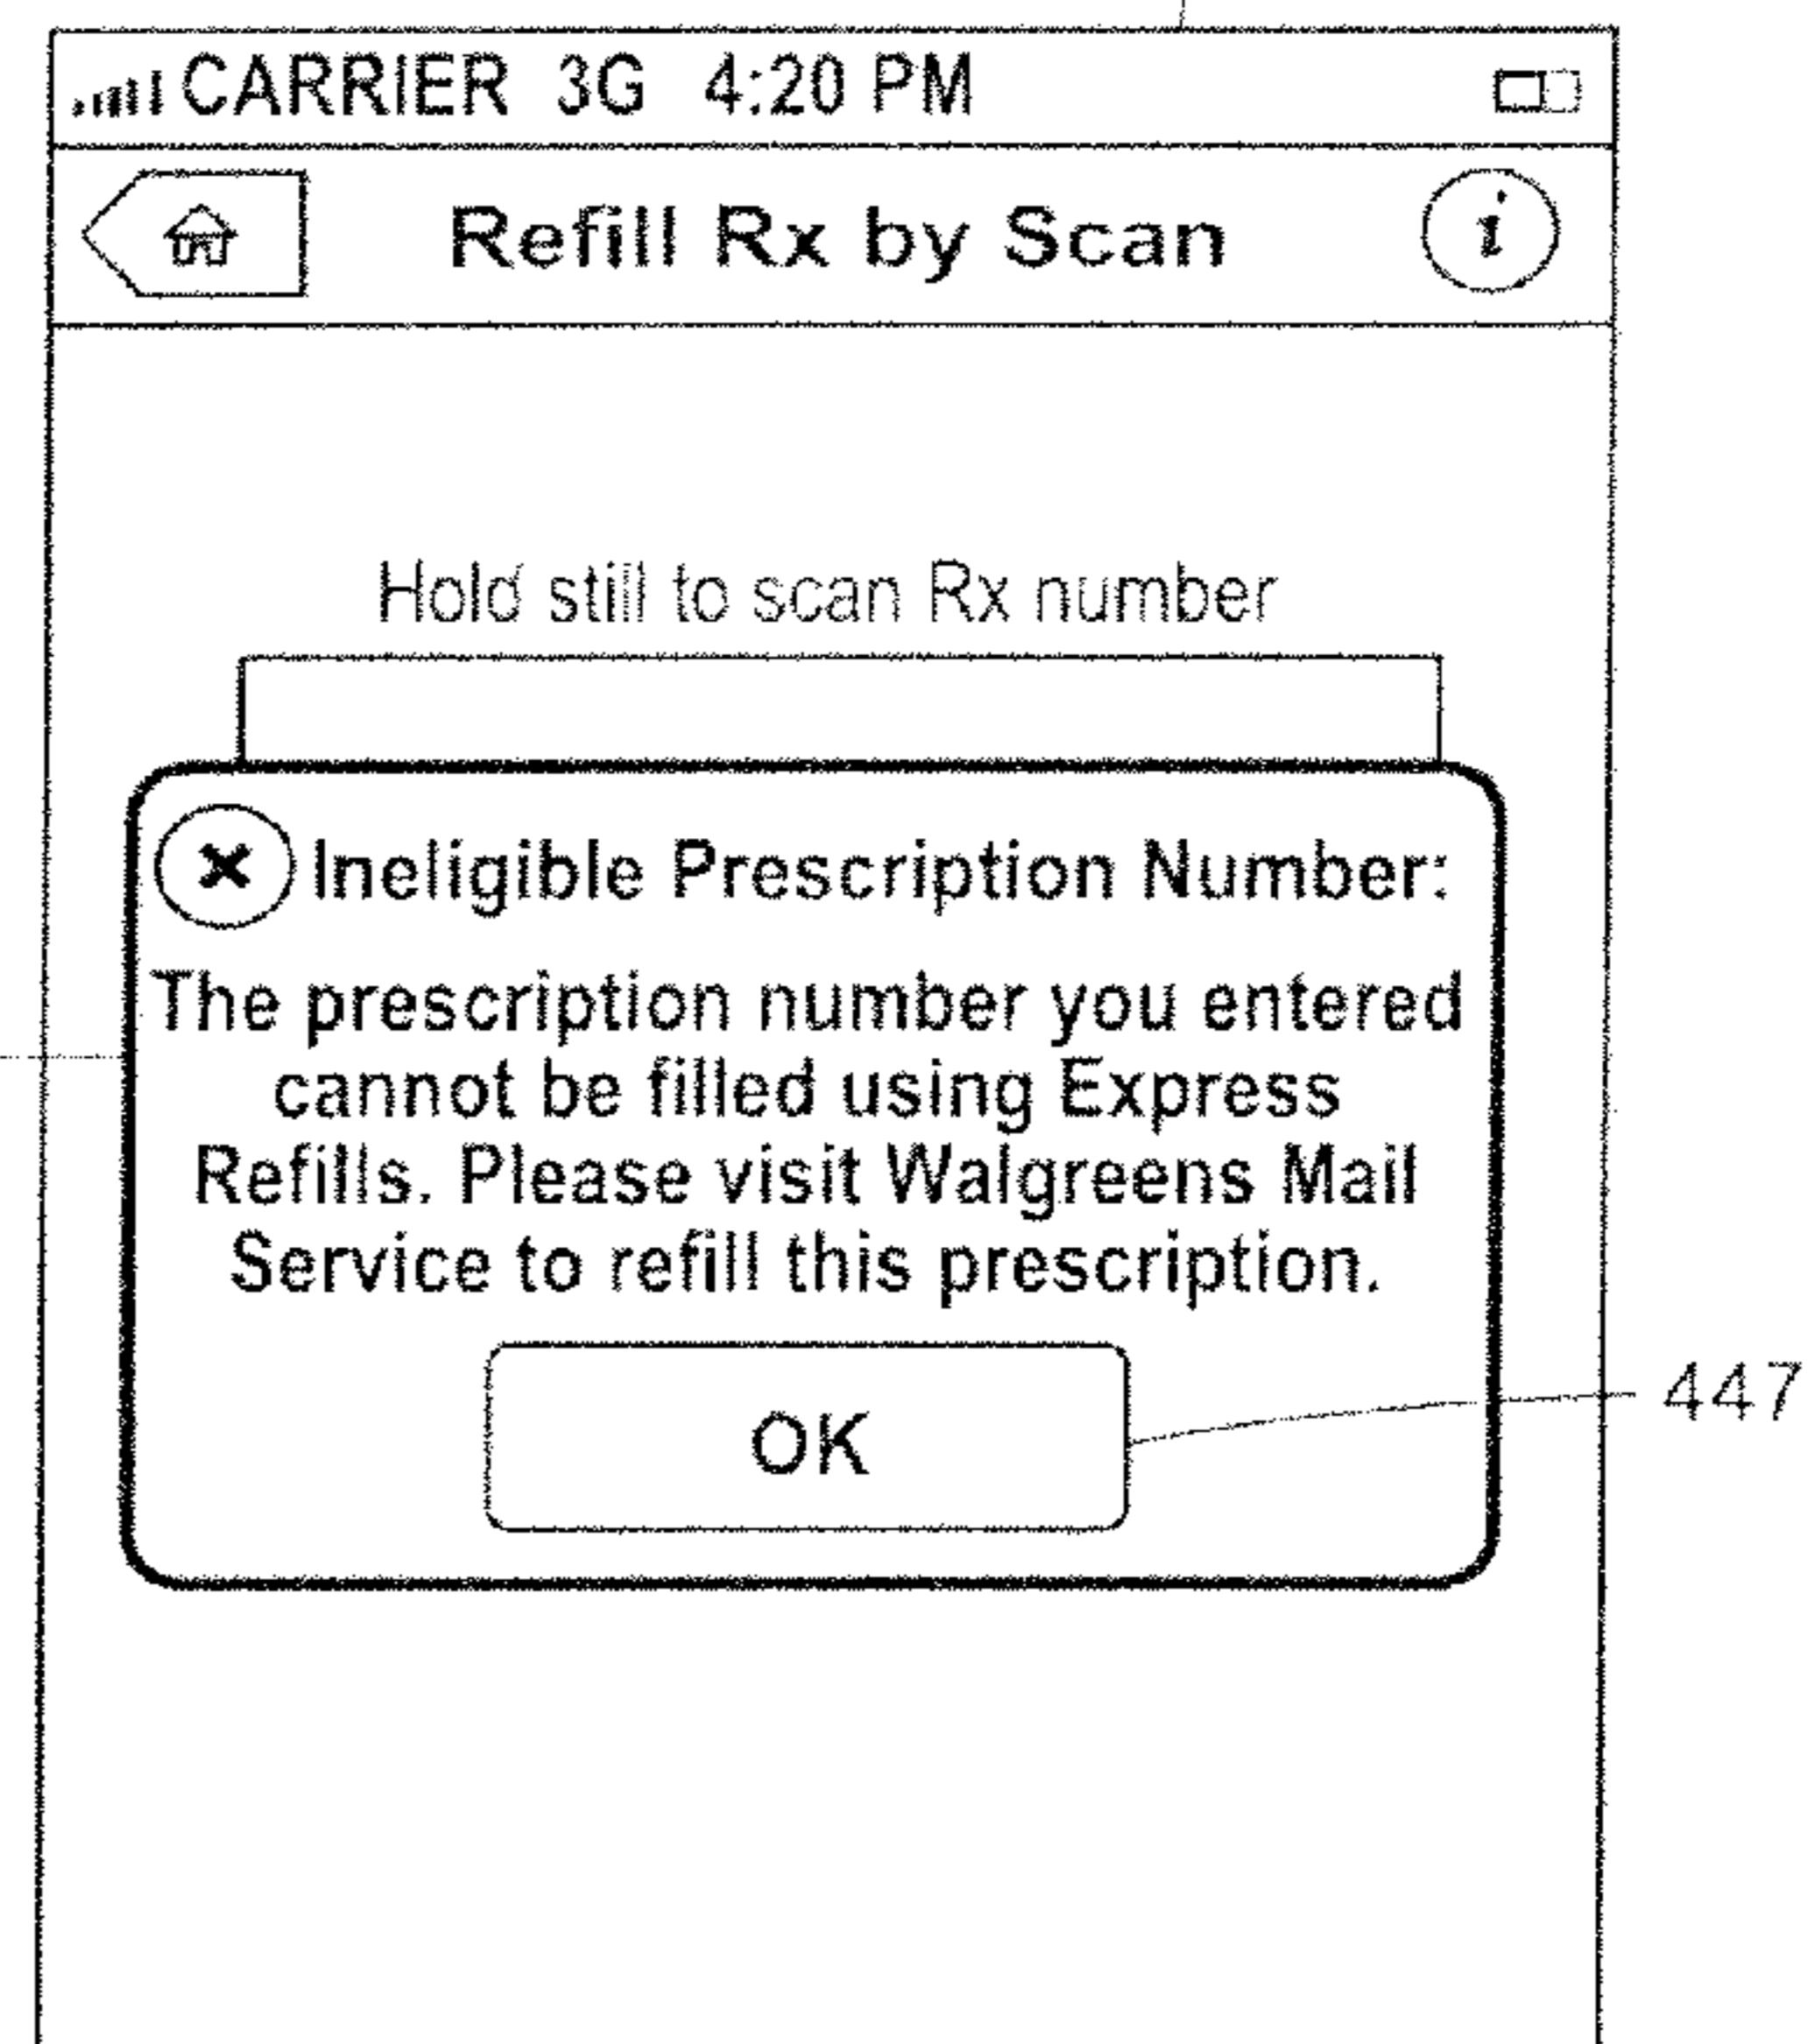 CARRIER 3G 4:20 PM
Refill Rx by Scan
i
Hold still to scan Rx number
Ineligible Prescription Number:
The prescription number you entered
cannot be filled using Express
Refills. Please visit Walgreens Mail
Service to refill this prescription.
OK
447